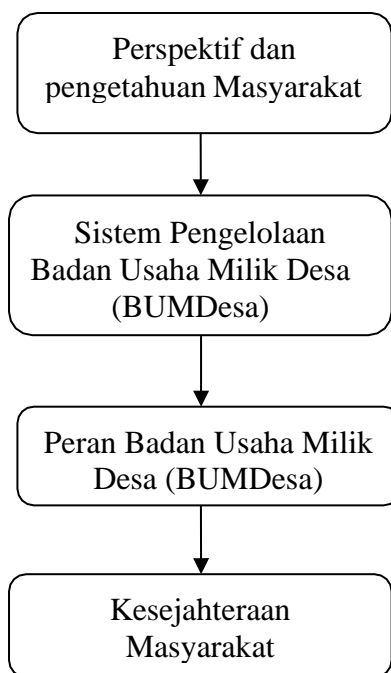 Perspektif dan
pengetahuan Masyarakat
Sistem Pengelolaan
Badan Usaha Milik Desa
(BUMDesa)
Peran Badan Usaha Milik
Desa (BUMDesa)
Kesejahteraan
Masyarakat